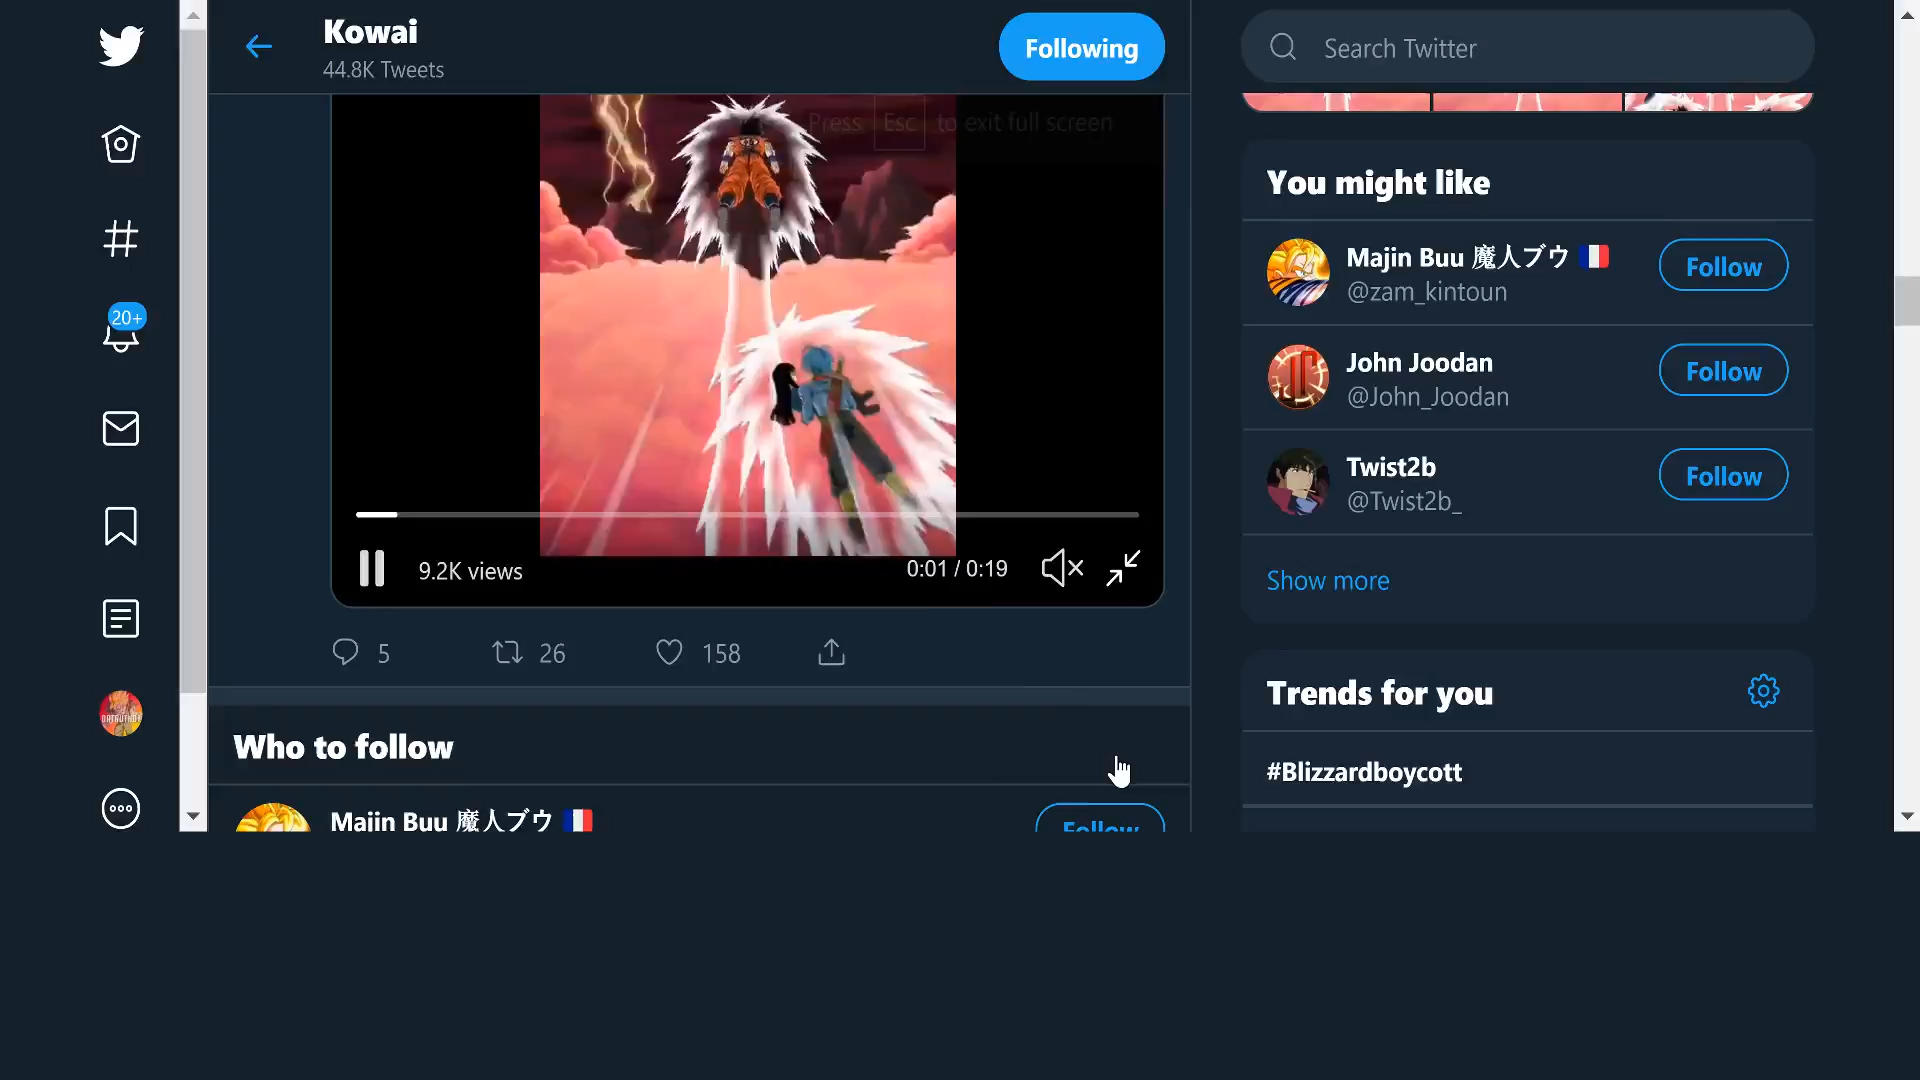 Kowai
44.8K Tweets
Following
Search Twitter
Press Esc to exit full screen
20+
9.2K views
0:01 / 0:19
5
26
158
Who to follow
Majin Buu 魔人ブウ 🇫🇷
Follow
You might like
Majin Buu 魔人ブウ 🇫🇷
@zam_kintoun
Follow
John Joodan
@John_Joodan
Follow
Twist2b
@Twist2b_
Follow
Show more
Trends for you
#Blizzardboycott